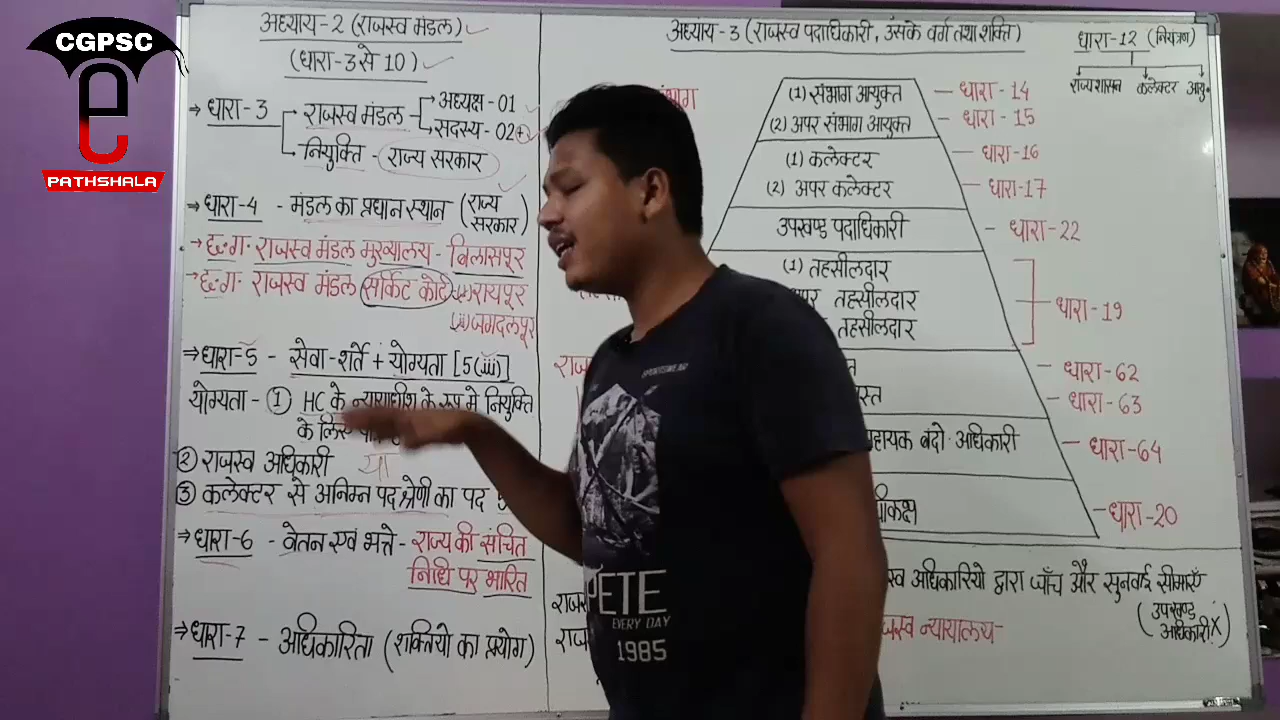 CGPSC
e
PATHSHALA
अध्याय-2 (राजस्व मंडल)
(धारा-3 से 10)
⇒ धारा-3
राजस्व मंडल
अध्यक्ष-01
सदस्य-02
नियुक्ति - राज्य सरकार
→ धारा-4 - मंडल का प्रधान स्थान (राज्य सरकार)
→ छ.ग. राजस्व मंडल मुख्यालय - बिलासपुर
→ छ.ग. राजस्व मंडल सर्किट कोर्ट (i) रायपुर
(ii) जगदलपुर
⇒ धारा-5 - सेवा-शर्ते + योग्यता [5(ii)]
योग्यता - ① HC के न्यायाधीश के रूप मे नियुक्ति
के लिए
② राजस्व अधिकारी या
③ कलेक्टर से अनिम्न पद श्रेणी का पद
⇒ धारा-6 - वेतन एवं भत्ते - राज्य की संचित
निधि पर भारित
⇒ धारा-7 - अधिकारिता (शक्तियो का प्रयोग)
अध्याय-3 (राजस्व पदाधिकारी, उसके वर्ग तथा शक्ति)
धारा-12 (नियंत्रण)
राज्य शासन कलेक्टर आयु.
संभाग
(1) संभाग आयुक्त - धारा-14
(2) अपर संभाग आयुक्त - धारा-15
(1) कलेक्टर - धारा-16
(2) अपर कलेक्टर - धारा-17
उपखण्ड पदाधिकारी - धारा-22
(1) तहसीलदार
तहसीलदार
तहसीलदार
धारा-19
- धारा-62
- धारा-63
बंदो. अधिकारी - धारा-64
- धारा-20
अधिकारियो द्वारा जाँच और सुनवाई सीमाएँ
(उपखण्ड
अधिकारी X)
न्यायालय-
PETE
EVERY DAY
1985